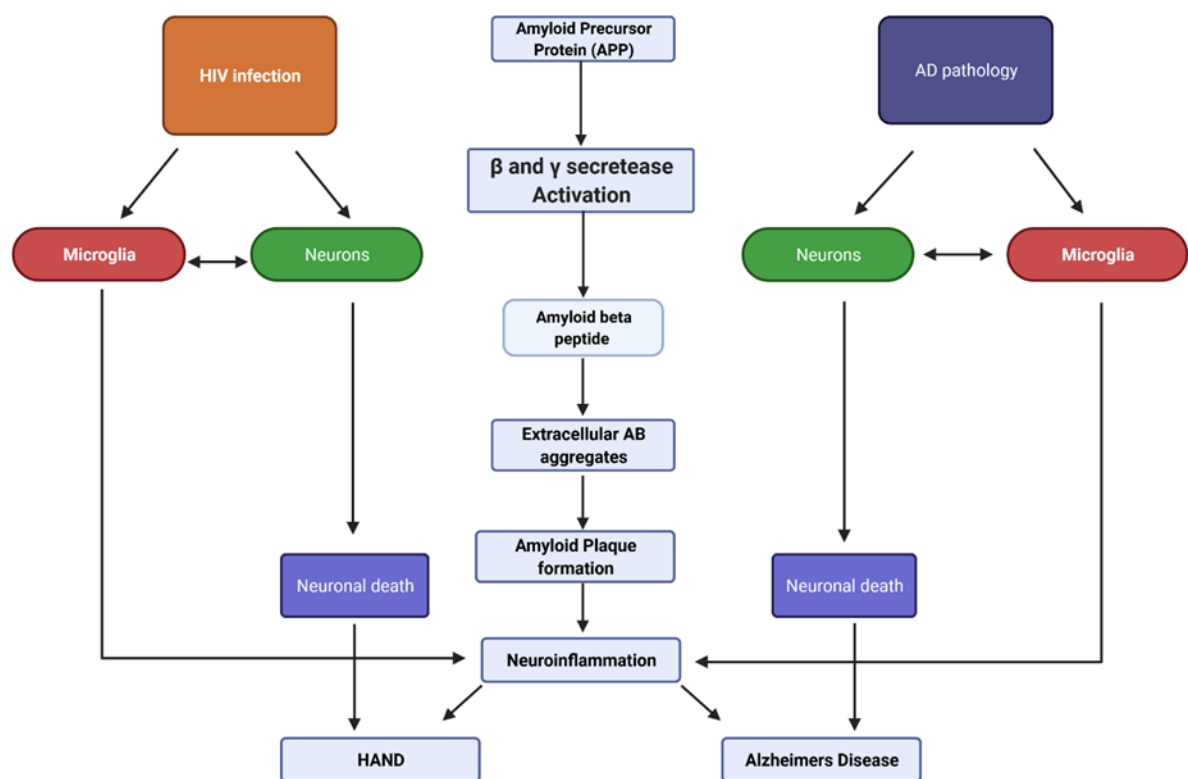 HIV infection
Amyloid Precursor
Protein (APP)
AD pathology
β and γ secretease
Activation
Microglia
Neurons
Neurons
Microglia
Amyloid beta
peptide
Extracellular AB
aggregates
Amyloid Plaque
formation
Neuronal death
Neuronal death
Neuroinflammation
HAND
Alzheimers Disease